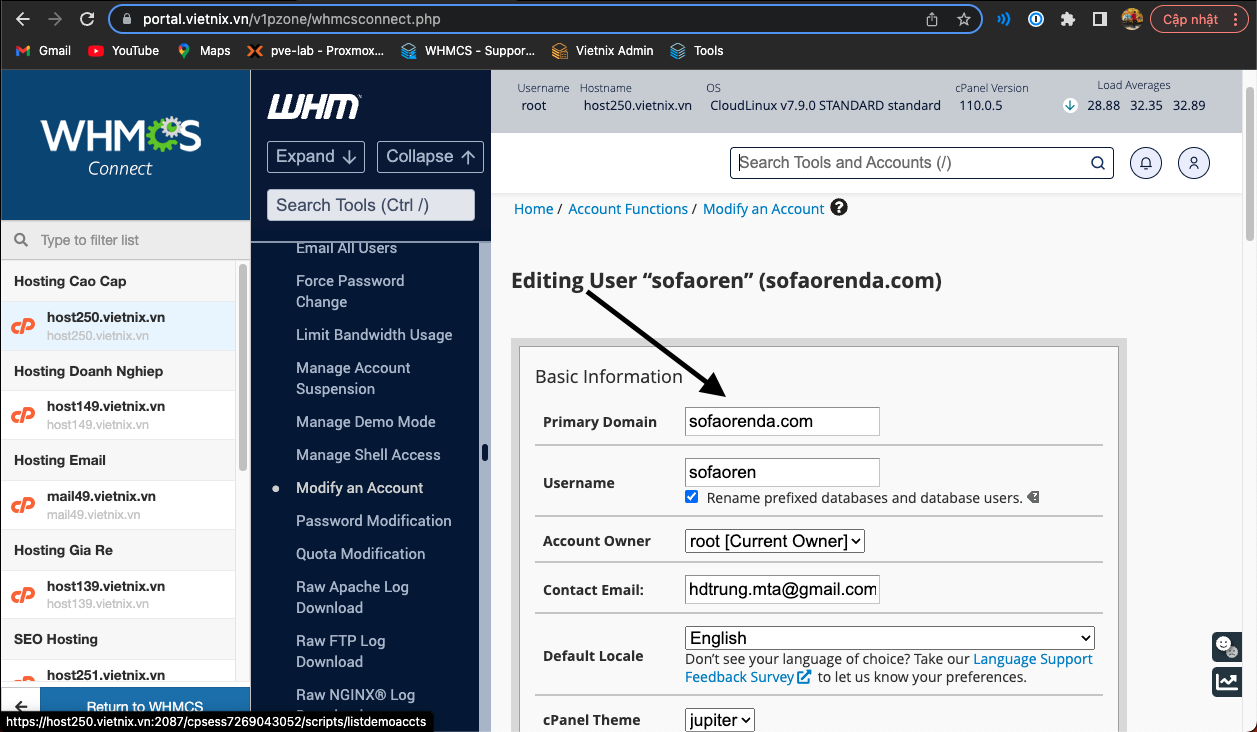 portal.vietnix.vn/v1pzone/whmcsconnect.php
Cập nhật
Gmail
YouTube
Maps
pve-lab - Proxmox...
WHMCS - Suppor...
Vietnix Admin
Tools
WHMCS
Connect
Type to filter list
Hosting Cao Cap
host250.vietnix.vn
host250.vietnix.vn
Hosting Doanh Nghiep
host149.vietnix.vn
host149.vietnix.vn
Hosting Email
mail49.vietnix.vn
mail49.vietnix.vn
Hosting Gia Re
host139.vietnix.vn
host139.vietnix.vn
SEO Hosting
host251.vietnix.vn
Return to WHMCS
https://host250.vietnix.vn:2087/cpsess7269043052/scripts/listdemoaccts
WHM
Expand
Collapse
Search Tools (Ctrl /)
Email All Users
Force Password
Change
Limit Bandwidth Usage
Manage Account
Suspension
Manage Demo Mode
Manage Shell Access
Modify an Account
Password Modification
Quota Modification
Raw Apache Log
Download
Raw FTP Log
Download
Raw NGINX® Log
Username
root
Hostname
host250.vietnix.vn
OS
CloudLinux v7.9.0 STANDARD standard
cPanel Version
110.0.5
Load Averages
28.88 32.35 32.89
Search Tools and Accounts (/)
Home / Account Functions / Modify an Account
Editing User “sofaoren” (sofaorenda.com)
Basic Information
Primary Domain
sofaorenda.com
Username
sofaoren
Rename prefixed databases and database users.
Account Owner
root [Current Owner]
Contact Email:
hdtrung.mta@gmail.com
Default Locale
English
Don’t see your language of choice? Take our Language Support
Feedback Survey to let us know your preferences.
cPanel Theme
jupiter